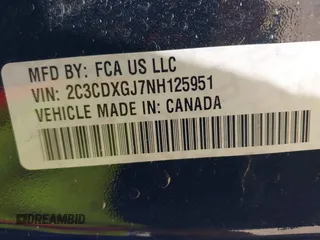 MFD BY: FCA US LLC
VIN: 2C3CDXGJ7NH125951
VEHICLE MADE IN: CANADA
DREAMBID